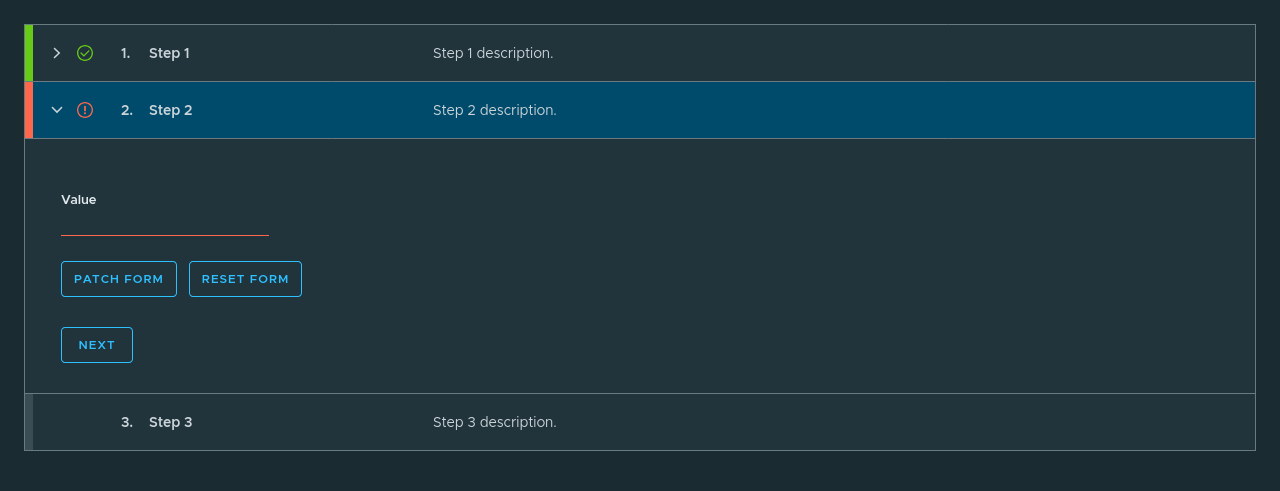 1. Step 1 Step 1 description.
2. Step 2 Step 2 description.
Value
PATCH FORM RESET FORM
NEXT
3. Step 3 Step 3 description.